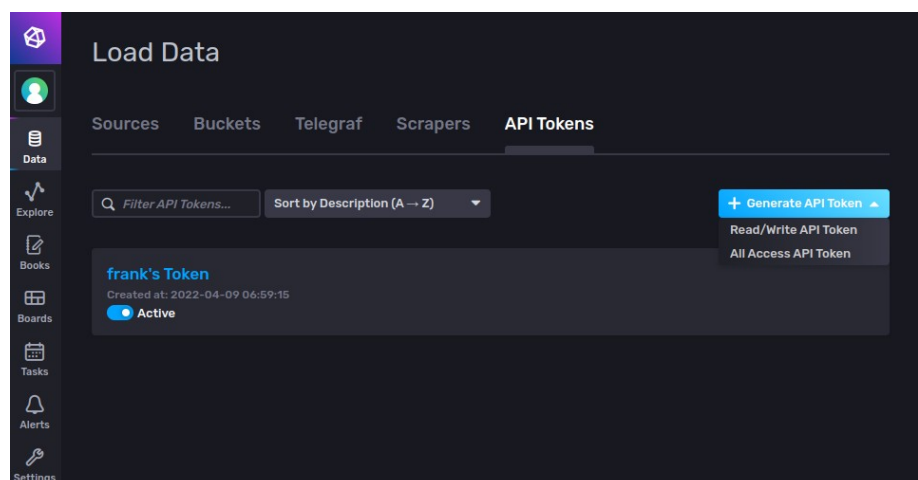 Load Data
Sources Buckets Telegraf Scrapers API Tokens
Data
Explore
Books
Boards
Tasks
Alerts
Settings
Filter API Tokens... Sort by Description (A → Z) + Generate API Token
Read/Write API Token
All Access API Token
frank's Token
Created at: 2022-04-09 06:59:15
Active